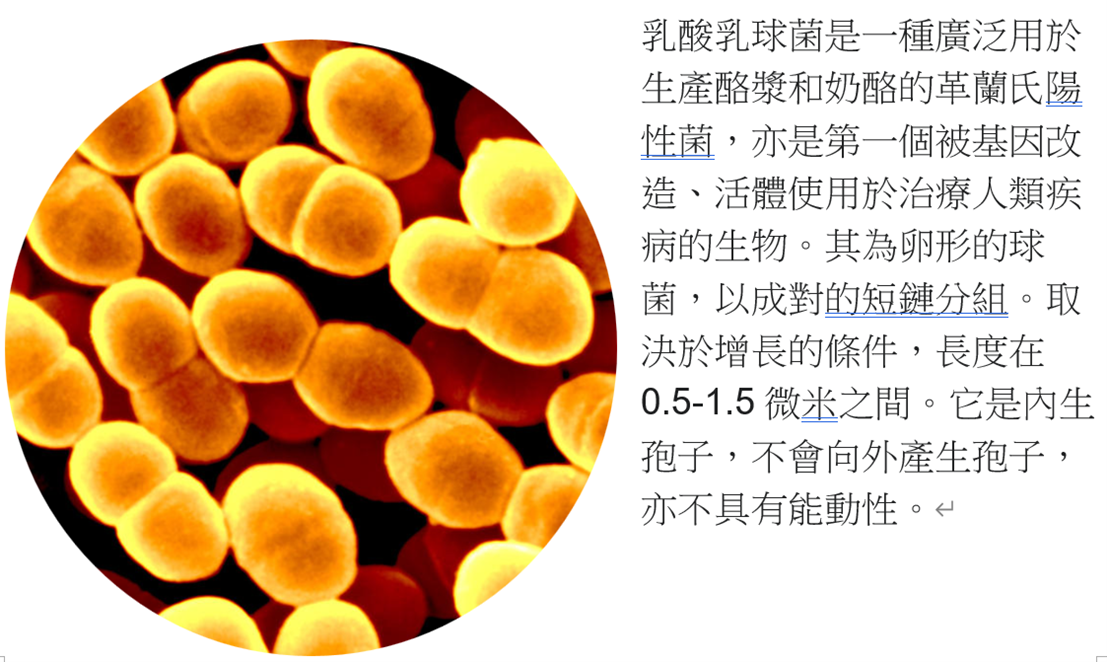 乳酸乳球菌是一種廣泛用於
生產酪漿和奶酪的革蘭氏陽
性菌，亦是第一個被基因改
造、活體使用於治療人類疾
病的生物。其為卵形的球
菌，以成對的短鏈分組。取
決於增長的條件，長度在
0.5-1.5 微米之間。它是內生
孢子，不會向外產生孢子，
亦不具有能動性。